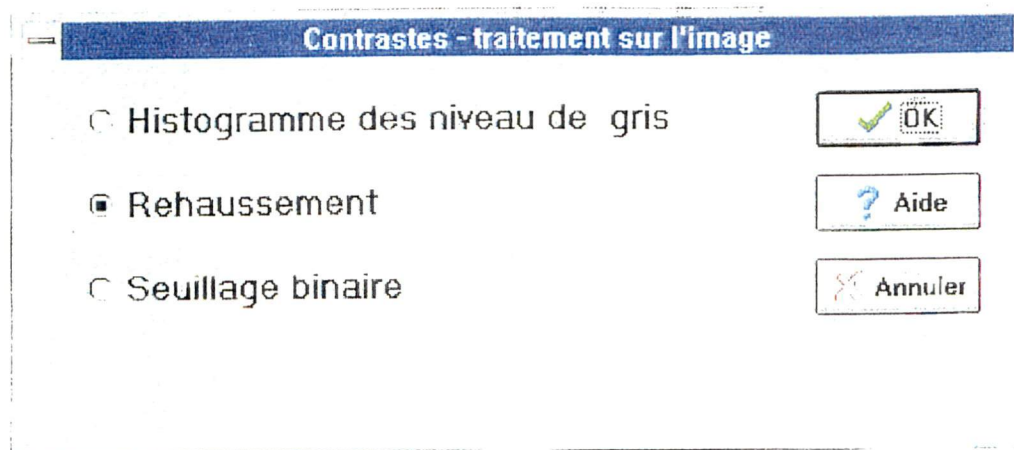 Contrastes - traitement sur l'image
Histogramme des niveau de gris
OK
Rehaussement
Aide
Seuillage binaire
Annuler